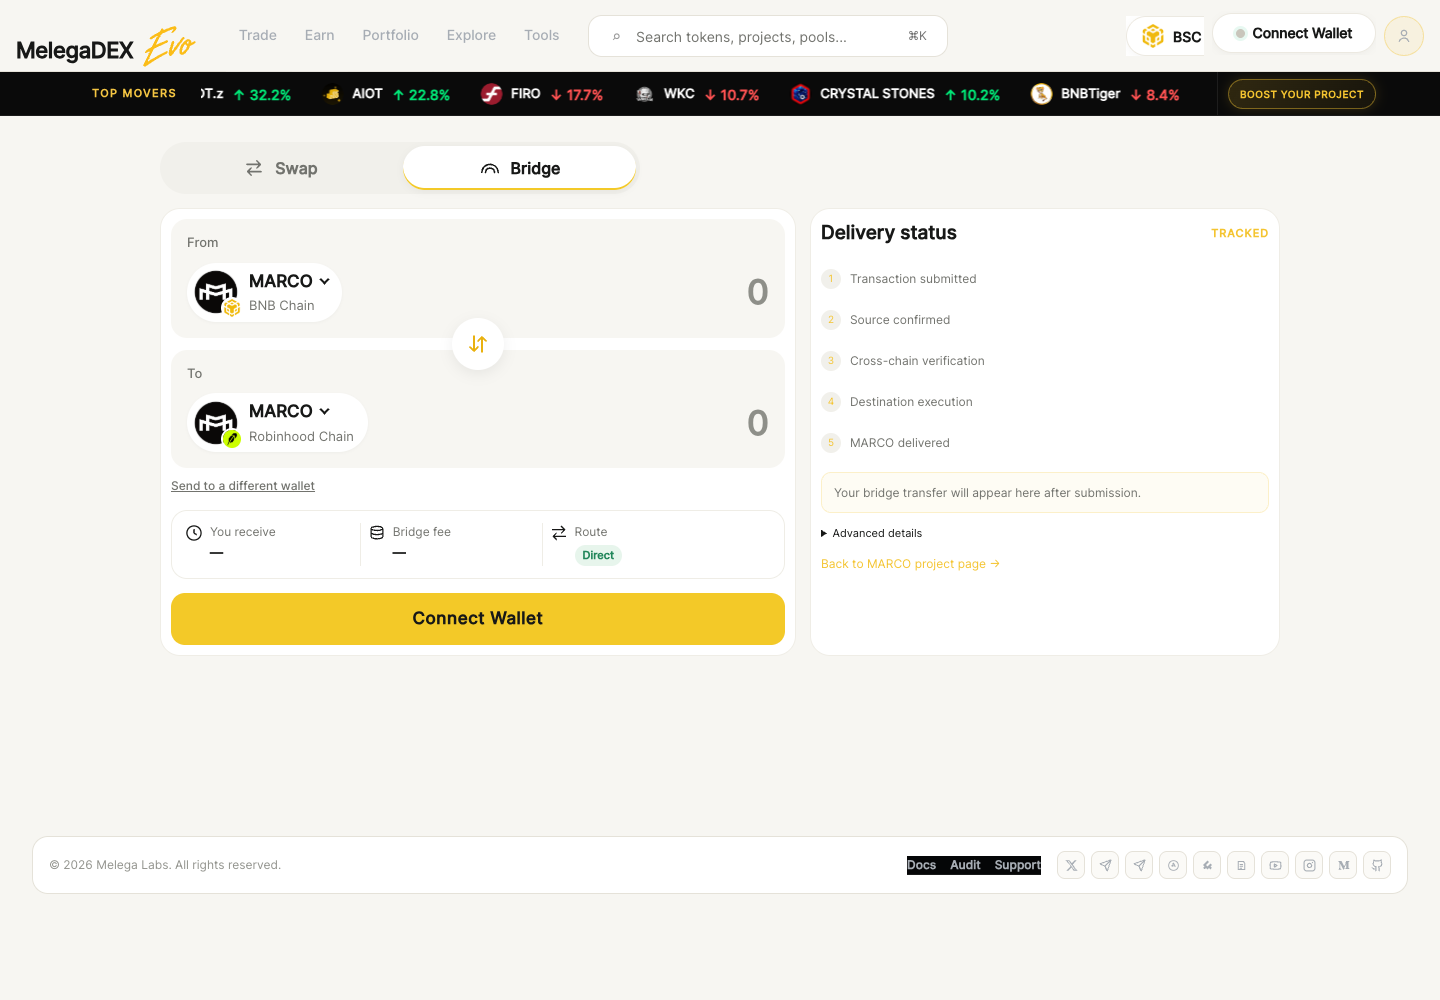 MelegaDEX Evo
Trade Earn Portfolio Explore Tools
Search tokens, projects, pools... ⌘K
BSC
Connect Wallet
TOP MOVERS
OT.z ↑ 32.2% AIOT ↑ 22.8% FIRO ↓ 17.7% WKC ↓ 10.7% CRYSTAL STONES ↑ 10.2% BNBTiger ↓ 8.4%
BOOST YOUR PROJECT
Swap
Bridge
From
MARCO
BNB Chain
0
To
MARCO
Robinhood Chain
0
Send to a different wallet
You receive
—
Bridge fee
—
Route
Direct
Connect Wallet
Delivery status
TRACKED
1 Transaction submitted
2 Source confirmed
3 Cross-chain verification
4 Destination execution
5 MARCO delivered
Your bridge transfer will appear here after submission.
Advanced details
Back to MARCO project page →
© 2026 Melega Labs. All rights reserved.
Docs Audit Support